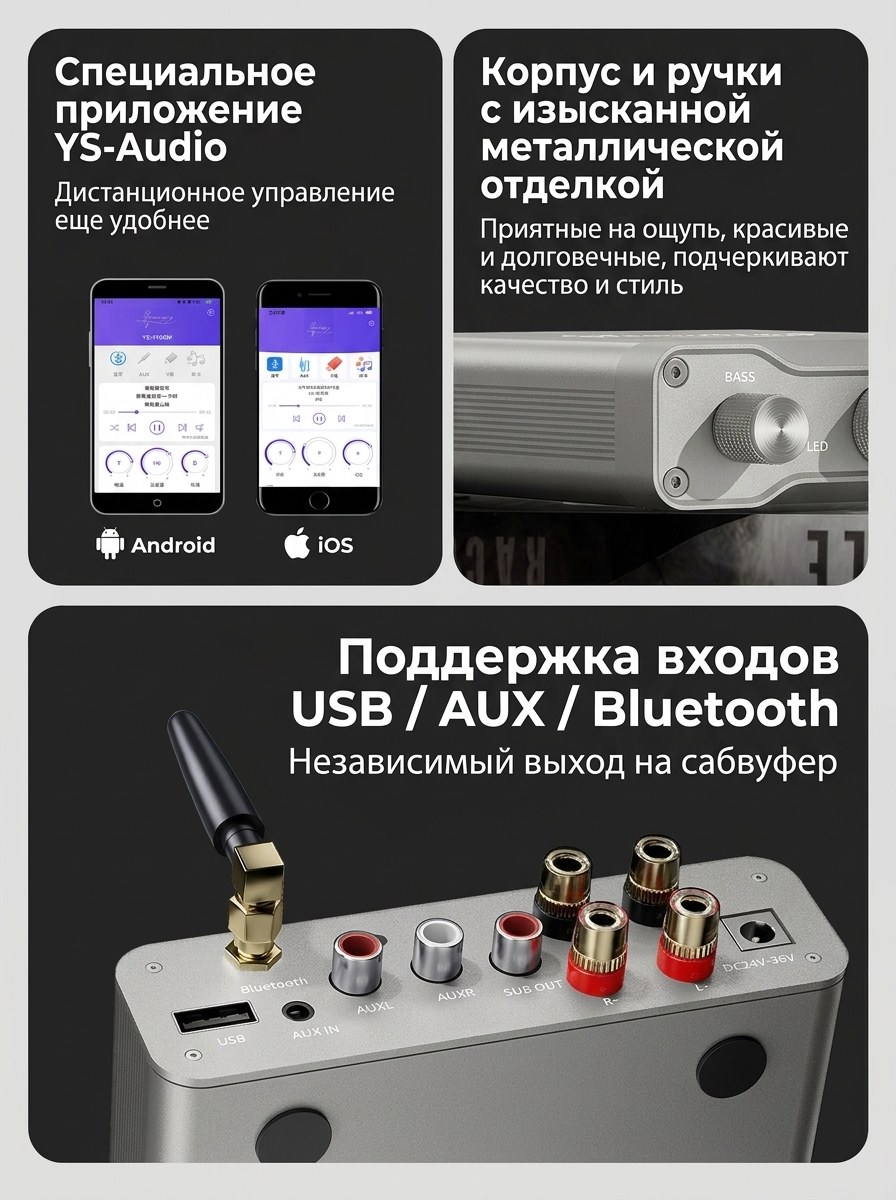 Специальное
приложение
YS-Audio
Дистанционное управление
еще удобнее
AUX
Android
iOS
Корпус и ручки
с изысканной
металлической
отделкой
Приятные на ощупь, красивые
и долговечные, подчеркивают
качество и стиль
BASS
LED
Поддержка входов
USB / AUX / Bluetooth
Независимый выход на сабвуфер
Bluetooth
USB
AUX IN
AUXL
AUXR
SUB OUT
R-
L-
DC24V-36V